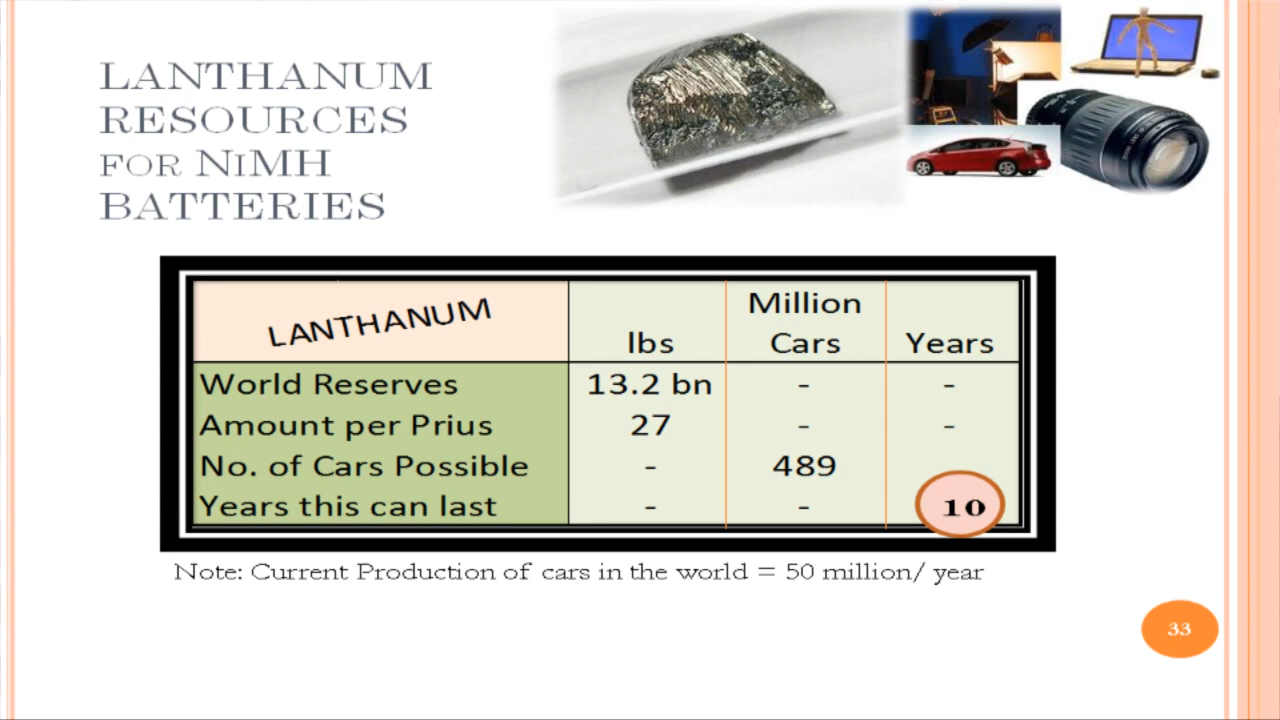 LANTHANUM
RESOURCES
FOR NIMH
BATTERIES
LANTHANUM lbs Million Cars Years
World Reserves 13.2 bn - -
Amount per Prius 27 - -
No. of Cars Possible - 489
Years this can last - - 10
Note: Current Production of cars in the world = 50 million/ year
33